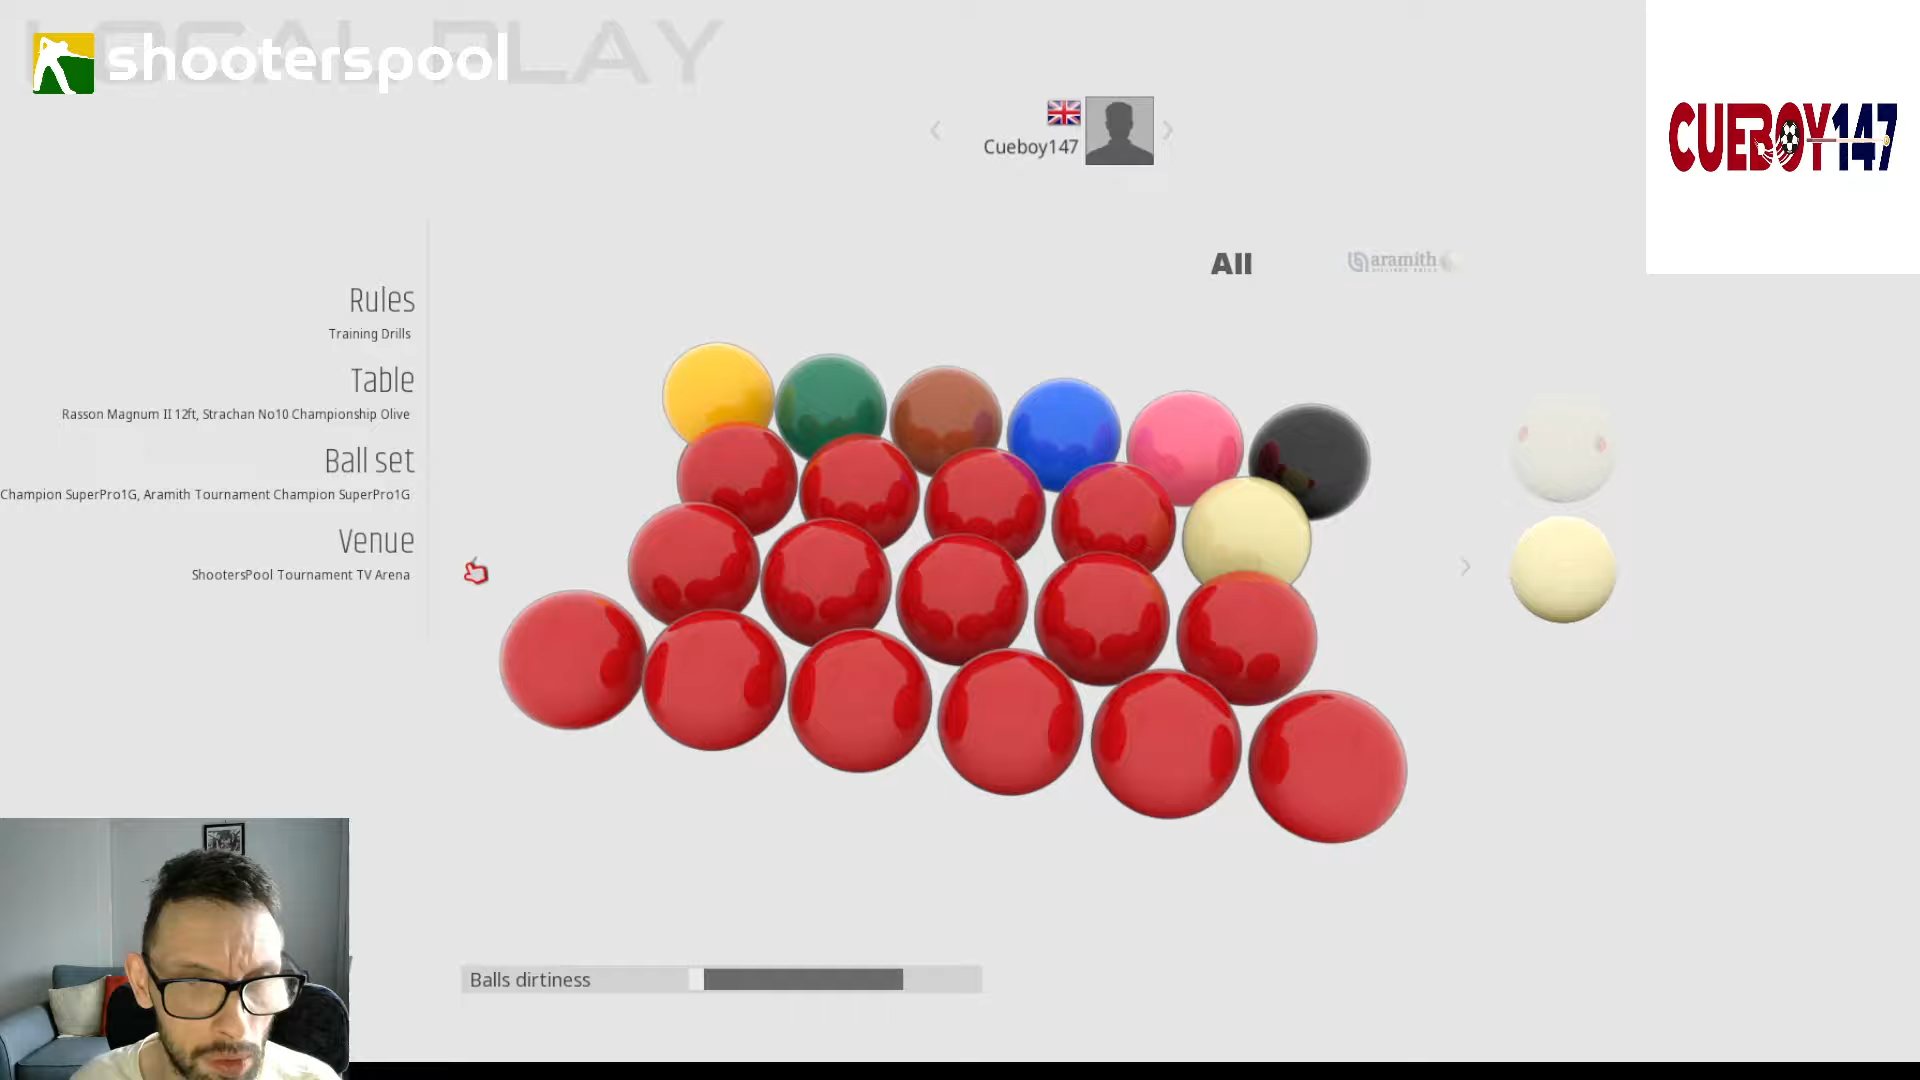 LOCAL PLAY
shooterspool
Cueboy147
CUEBOY147
All
aramith
Rules
Training Drills
Table
Rasson Magnum II 12ft, Strachan No10 Championship Olive
Ball set
Champion SuperPro1G, Aramith Tournament Champion SuperPro1G
Venue
ShootersPool Tournament TV Arena
Balls dirtiness